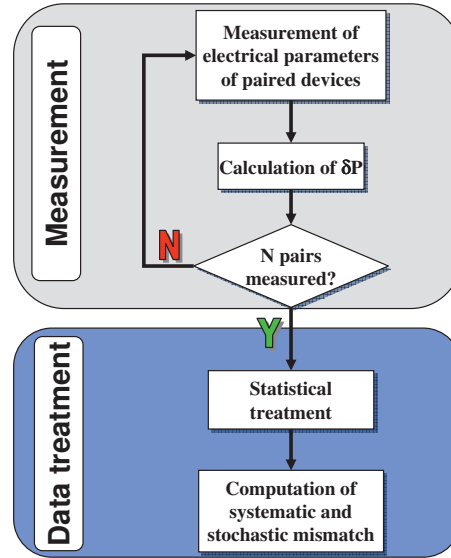 Measurement
Measurement of
electrical parameters
of paired devices
Calculation of δP
N pairs
measured?
N
Y
Data treatment
Statistical
treatment
Computation of
systematic and
stochastic mismatch